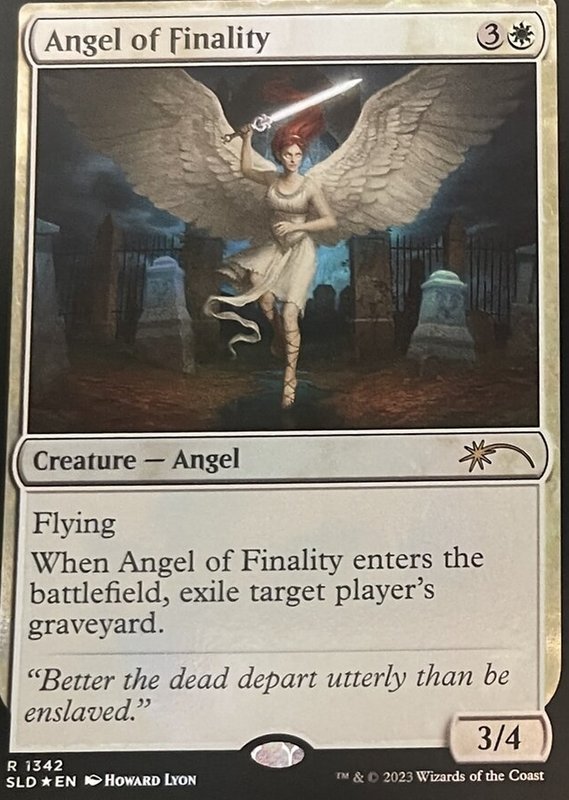 Angel of Finality 3
Creature — Angel
Flying
When Angel of Finality enters the
battlefield, exile target player's
graveyard.
“Better the dead depart utterly than be
enslaved.”
3/4
R 1342
SLD ★ EN Howard Lyon
™ & © 2023 Wizards of the Coast